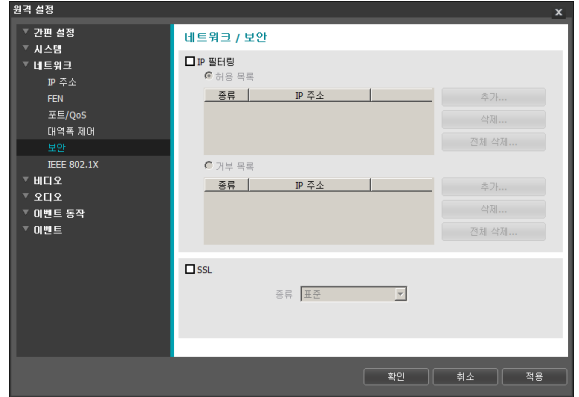 원격 설정
x
간편 설정
시스템
네트워크
IP 주소
FEN
포트/QoS
대역폭 제어
보안
IEEE 802.1X
비디오
오디오
이벤트 동작
이벤트
네트워크 / 보안
IP 필터링
허용 목록
종류 IP 주소
추가...
삭제...
전체 삭제...
거부 목록
종류 IP 주소
추가...
삭제...
전체 삭제...
SSL
종류 표준
확인 취소 적용